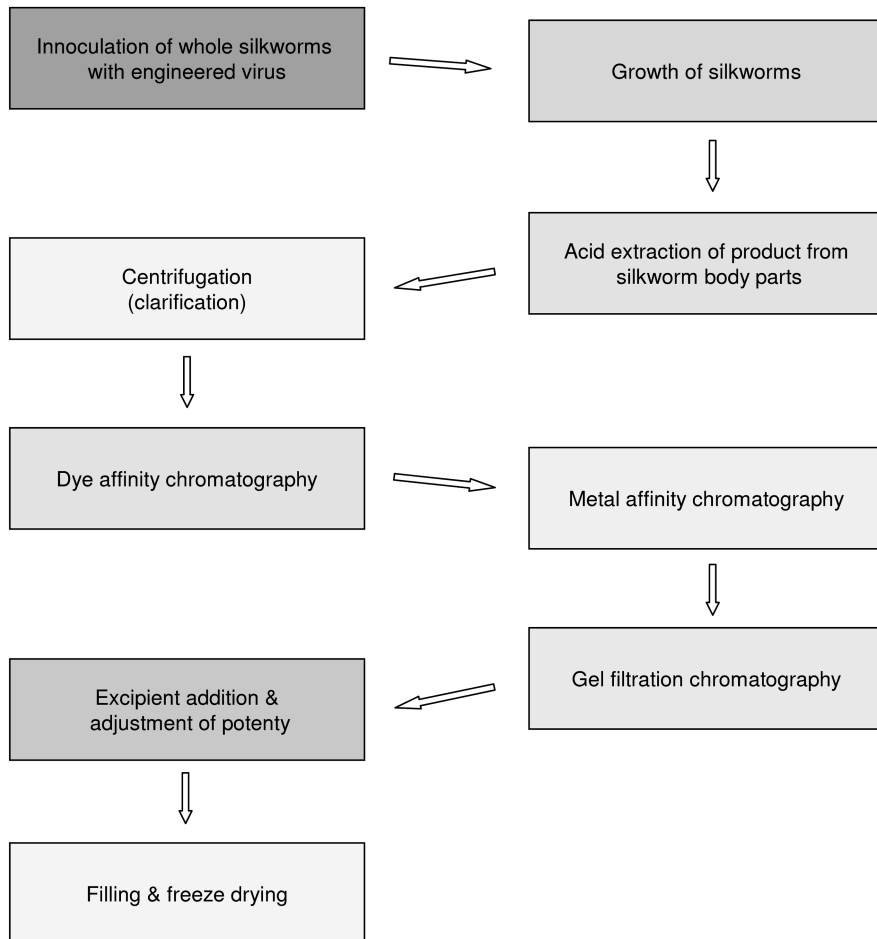 Innoculation of whole silkworms
with engineered virus
Growth of silkworms
Acid extraction of product from
silkworm body parts
Centrifugation
(clarification)
Dye affinity chromatography
Metal affinity chromatography
Gel filtration chromatography
Excipient addition &
adjustment of potenty
Filling & freeze drying